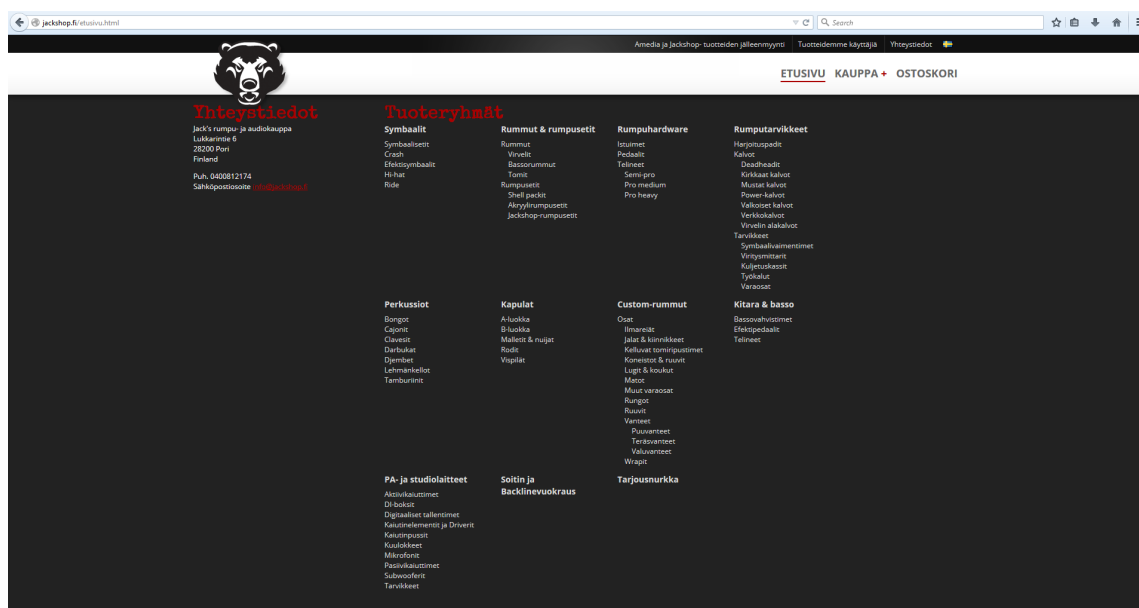 jackshop.fi/etusivu.html
Search
Amedia ja Jackshop- tuotteiden jälleenmyynti Tuotteidemme käyttäjiä Yhteystiedot
ETUSIVU KAUPPA + OSTOSKORI
Yhteystiedot
Jack's rumpu- ja audiokauppa
Lukkarintie 6
28200 Pori
Finland
Puh. 0400812174
Sähköpostiosoite
Tuoteryhmät
Symbaalit
Symbaalisetit
Crash
Efektisymbaalit
Hi-hat
Ride
Rummut & rumpusetit
Rummut
Virvelit
Bassorummut
Tomit
Rumpusetit
Shell packit
Akryylirumpusetit
Jackshop-rumpusetit
Rumpuhardware
Istuimet
Pedaalit
Telineet
Semi-pro
Pro medium
Pro heavy
Rumputarvikkeet
Harjoituspadit
Kalvot
Deadheadit
Kirkkaat kalvot
Mustat kalvot
Power-kalvot
Valkoiset kalvot
Verkkokalvot
Virvelin alakalvot
Tarvikkeet
Symbaalivaimentimet
Viritysmittarit
Kuljetuskassit
Työkalut
Varaosat
Perkussiot
Bongot
Cajonit
Clavesit
Darbukat
Djembet
Lehmänkellot
Tamburiinit
Kapulat
A-luokka
B-luokka
Malletit & nuijat
Rodit
Vispilät
Custom-rummut
Osat
Ilmareiät
Jalat & kiinnikkeet
Kelluvat tomiripustimet
Koneistot & ruuvit
Lugit & koukut
Matot
Muut varaosat
Rungot
Ruuvit
Vanteet
Puuvanteet
Teräsvanteet
Valuvanteet
Wrapit
Kitara & basso
Bassovahvistimet
Efektipedaalit
Telineet
PA- ja studiolaitteet
Aktiivikaiuttimet
DI-boksit
Digitaaliset tallentimet
Kaiutinelementit ja Driverit
Kaiutinpussit
Kuulokkeet
Mikrofonit
Passiivikaiuttimet
Subwooferit
Tarvikkeet
Soitin ja
Backlinevuokraus
Tarjousnurkka